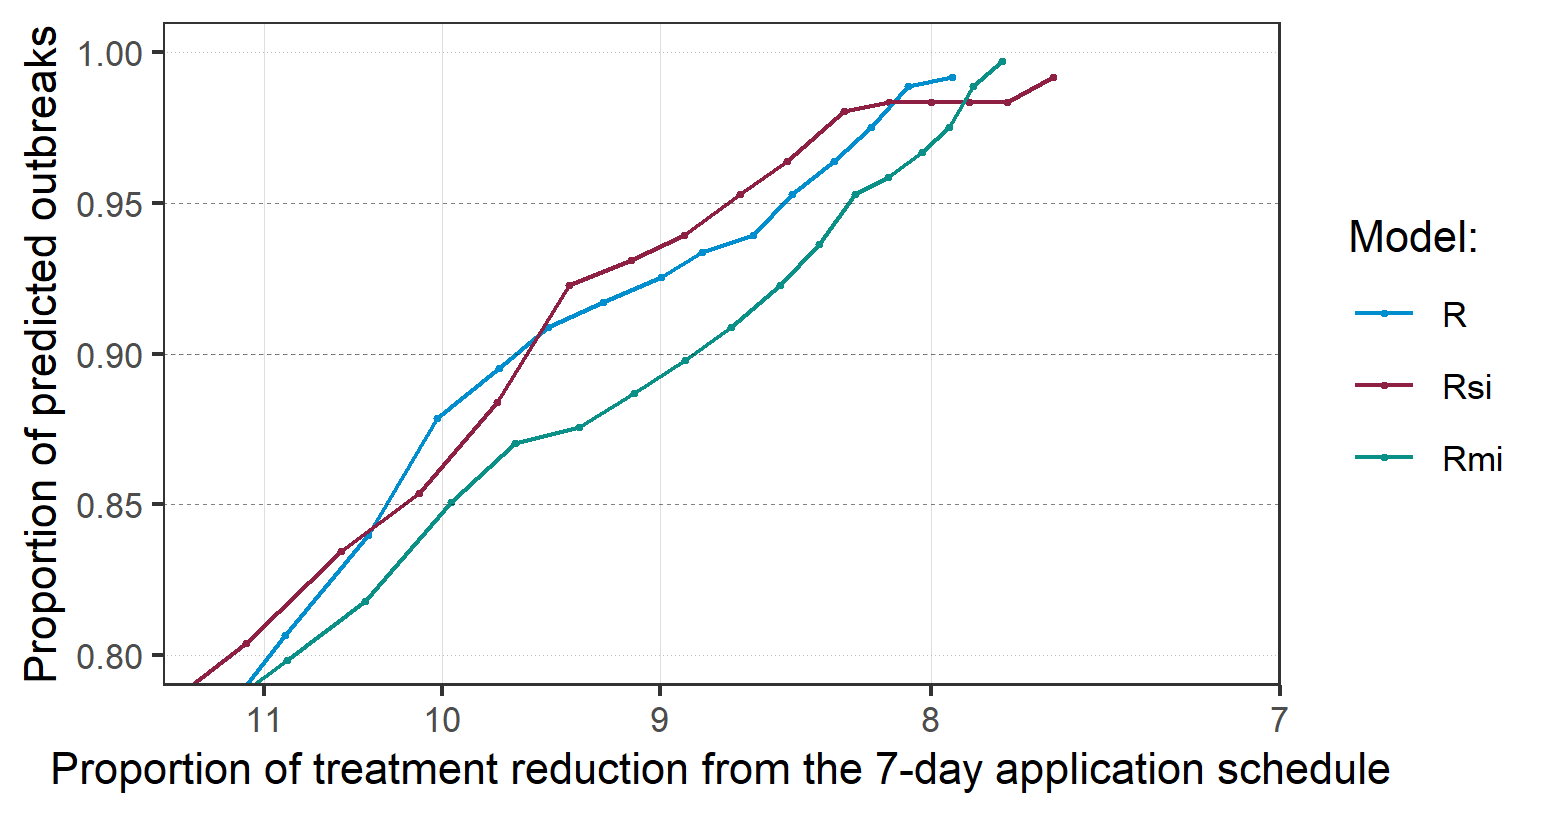 Proportion of predicted outbreaks
1.00
0.95
0.90
0.85
0.80
11 10 9 8 7
Proportion of treatment reduction from the 7-day application schedule
Model:
R
Rsi
Rmi